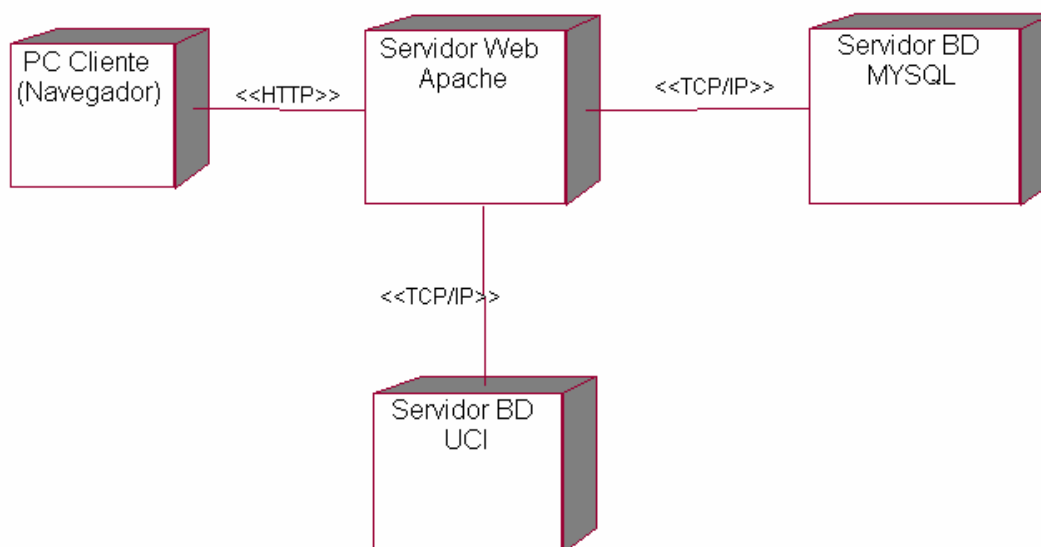 PC Cliente
(Navegador)
<<HTTP>>
Servidor Web
Apache
<<TCP/IP>>
Servidor BD
MYSQL
<<TCP/IP>>
Servidor BD
UCI